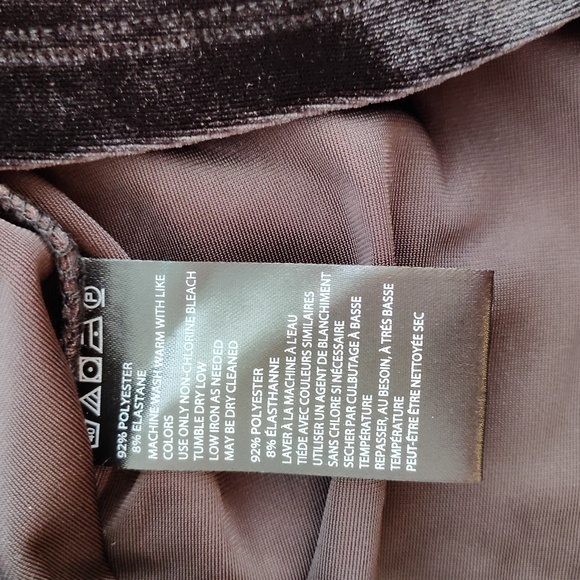 40
P
92% POLYESTER
8% ELASTANE
MACHINE WASH WARM WITH LIKE
COLORS
USE ONLY NON-CHLORINE BLEACH
TUMBLE DRY LOW
LOW IRON AS NEEDED
MAY BE DRY CLEANED
92% POLYESTER
8% ÉLASTHANNE
LAVER À LA MACHINE À L'EAU
TIÈDE AVEC COULEURS SIMILAIRES
UTILISER UN AGENT DE BLANCHIMENT
SANS CHLORE SI NÉCESSAIRE
SECHER PAR CULBUTAGE À BASSE
TEMPÉRATURE
REPASSER, AU BESOIN, À TRÈS BASSE
TEMPÉRATURE
PEUT-ÊTRE ÊTRE NETTOYÉE SEC